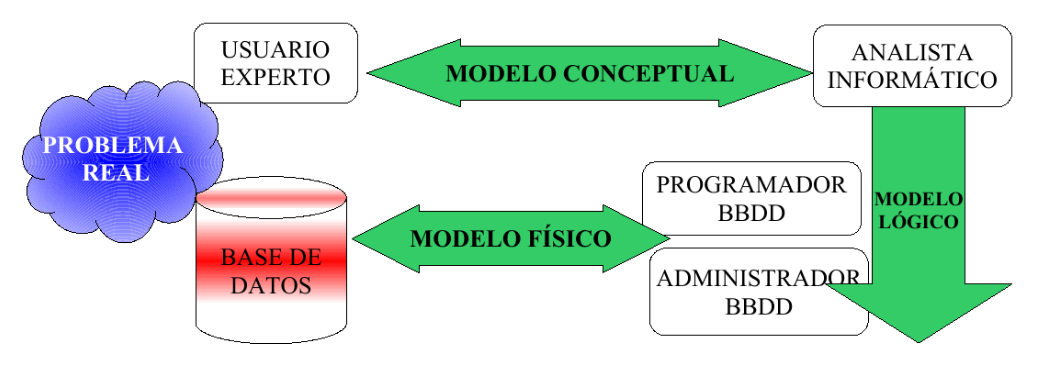 USUARIO
EXPERTO
MODELO CONCEPTUAL
ANALISTA
INFORMÁTICO
PROBLEMA
REAL
PROGRAMADOR
BBDD
MODELO
LÓGICO
BASE DE
DATOS
MODELO FÍSICO
ADMINISTRADOR
BBDD